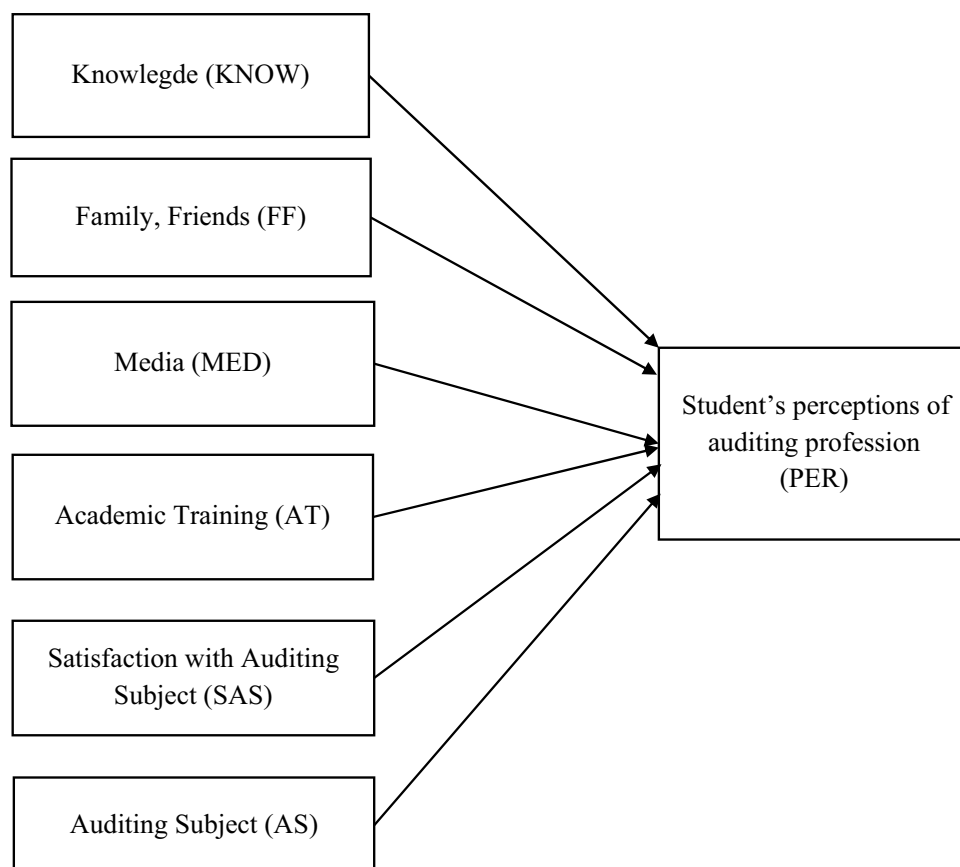 Knowlegde (KNOW)
Family, Friends (FF)
Media (MED)
Academic Training (AT)
Satisfaction with Auditing
Subject (SAS)
Auditing Subject (AS)
Student’s perceptions of
auditing profession
(PER)